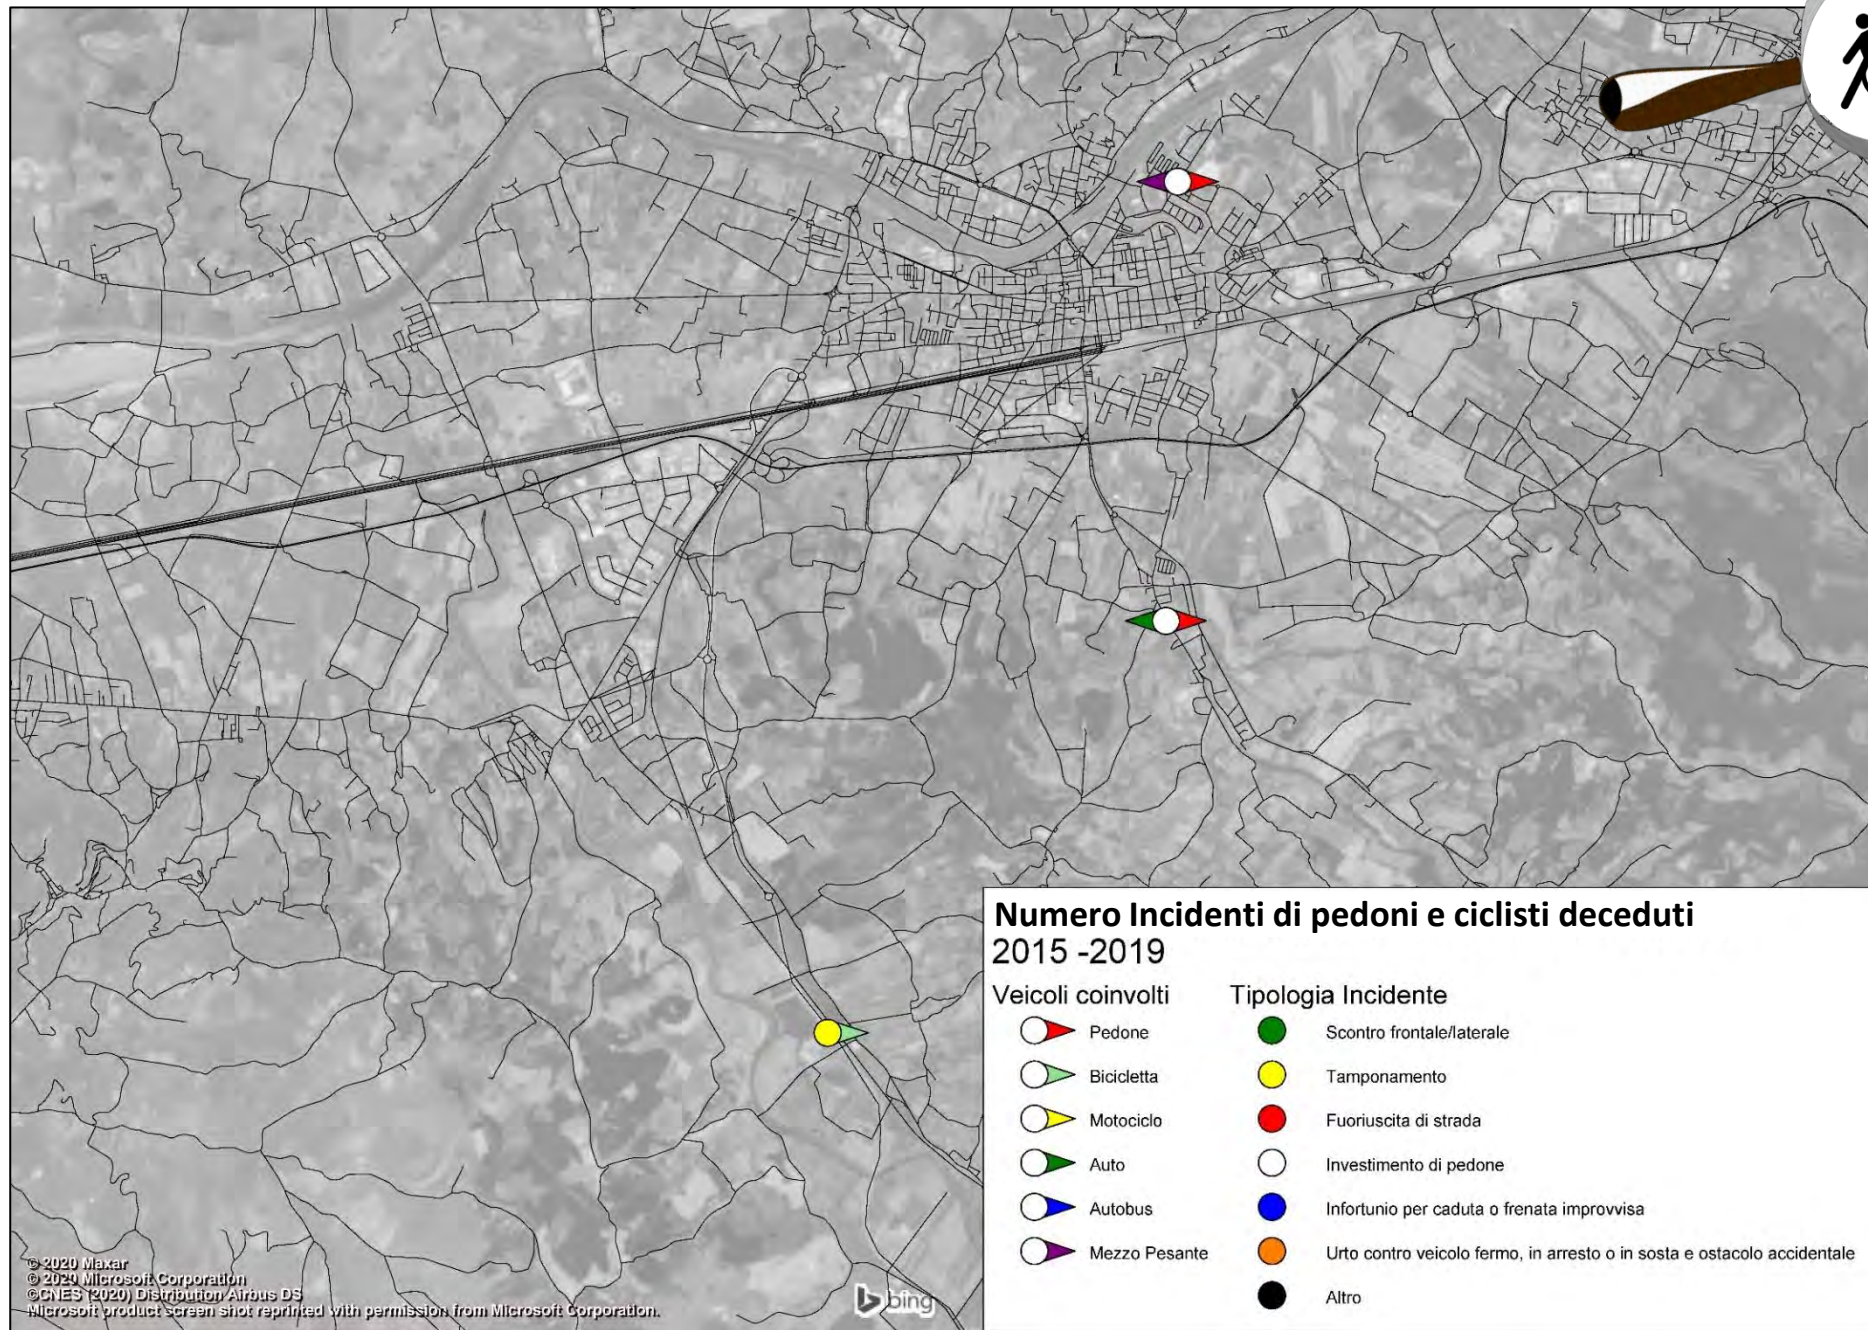 Numero Incidenti di pedoni e ciclisti deceduti
2015 -2019
Veicoli coinvolti
Pedone
Bicicletta
Motociclo
Auto
Autobus
Mezzo Pesante
Tipologia Incidente
Scontro frontale/laterale
Tamponamento
Fuoriuscita di strada
Investimento di pedone
Infortunio per caduta o frenata improvvisa
Urto contro veicolo fermo, in arresto o in sosta e ostacolo accidentale
Altro
© 2020 Maxar
© 2020 Microsoft Corporation
©CNES (2020) Distribution Airbus DS
Microsoft product screen shot reprinted with permission from Microsoft Corporation.
bing